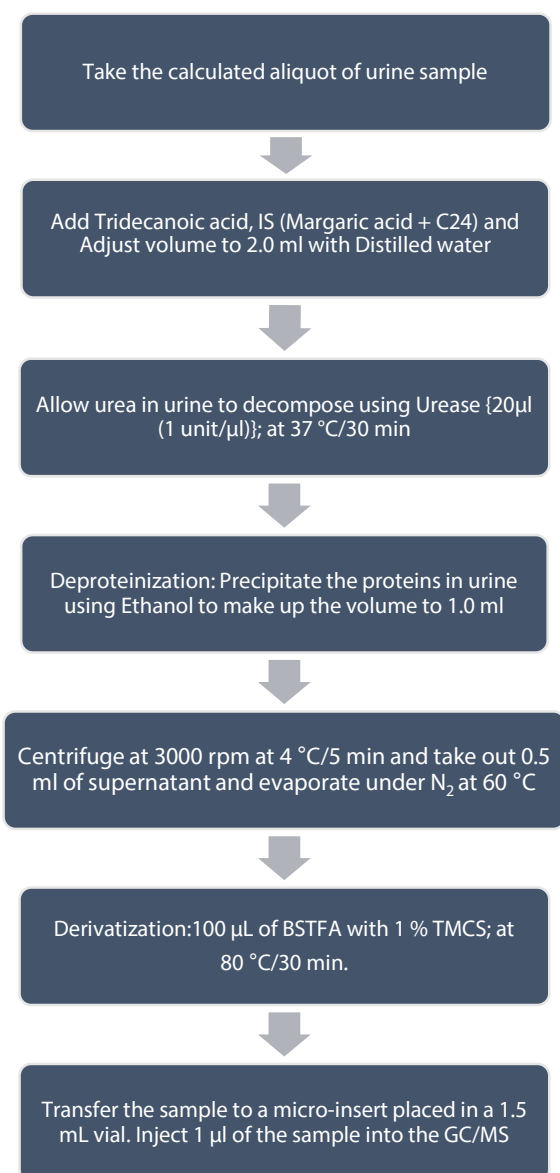 Take the calculated aliquot of urine sample
Add Tridecanoic acid, IS (Margaric acid + C24) and
Adjust volume to 2.0 ml with Distilled water
Allow urea in urine to decompose using Urease {20μl
(1 unit/μl)}; at 37 °C/30 min
Deproteinization: Precipitate the proteins in urine
using Ethanol to make up the volume to 1.0 ml
Centrifuge at 3000 rpm at 4 °C/5 min and take out 0.5
ml of supernatant and evaporate under N₂ at 60 °C
Derivatization:100 μL of BSTFA with 1 % TMCS; at
80 °C/30 min.
Transfer the sample to a micro-insert placed in a 1.5
mL vial. Inject 1 μl of the sample into the GC/MS